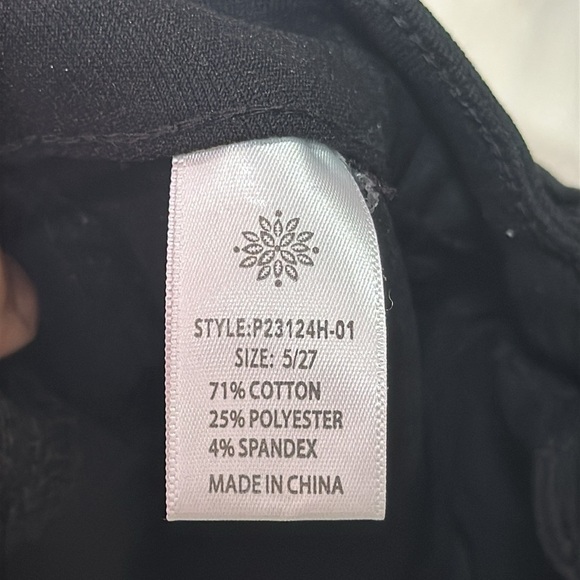 STYLE:P23124H-01
SIZE: 5/27
71% COTTON
25% POLYESTER
4% SPANDEX
MADE IN CHINA